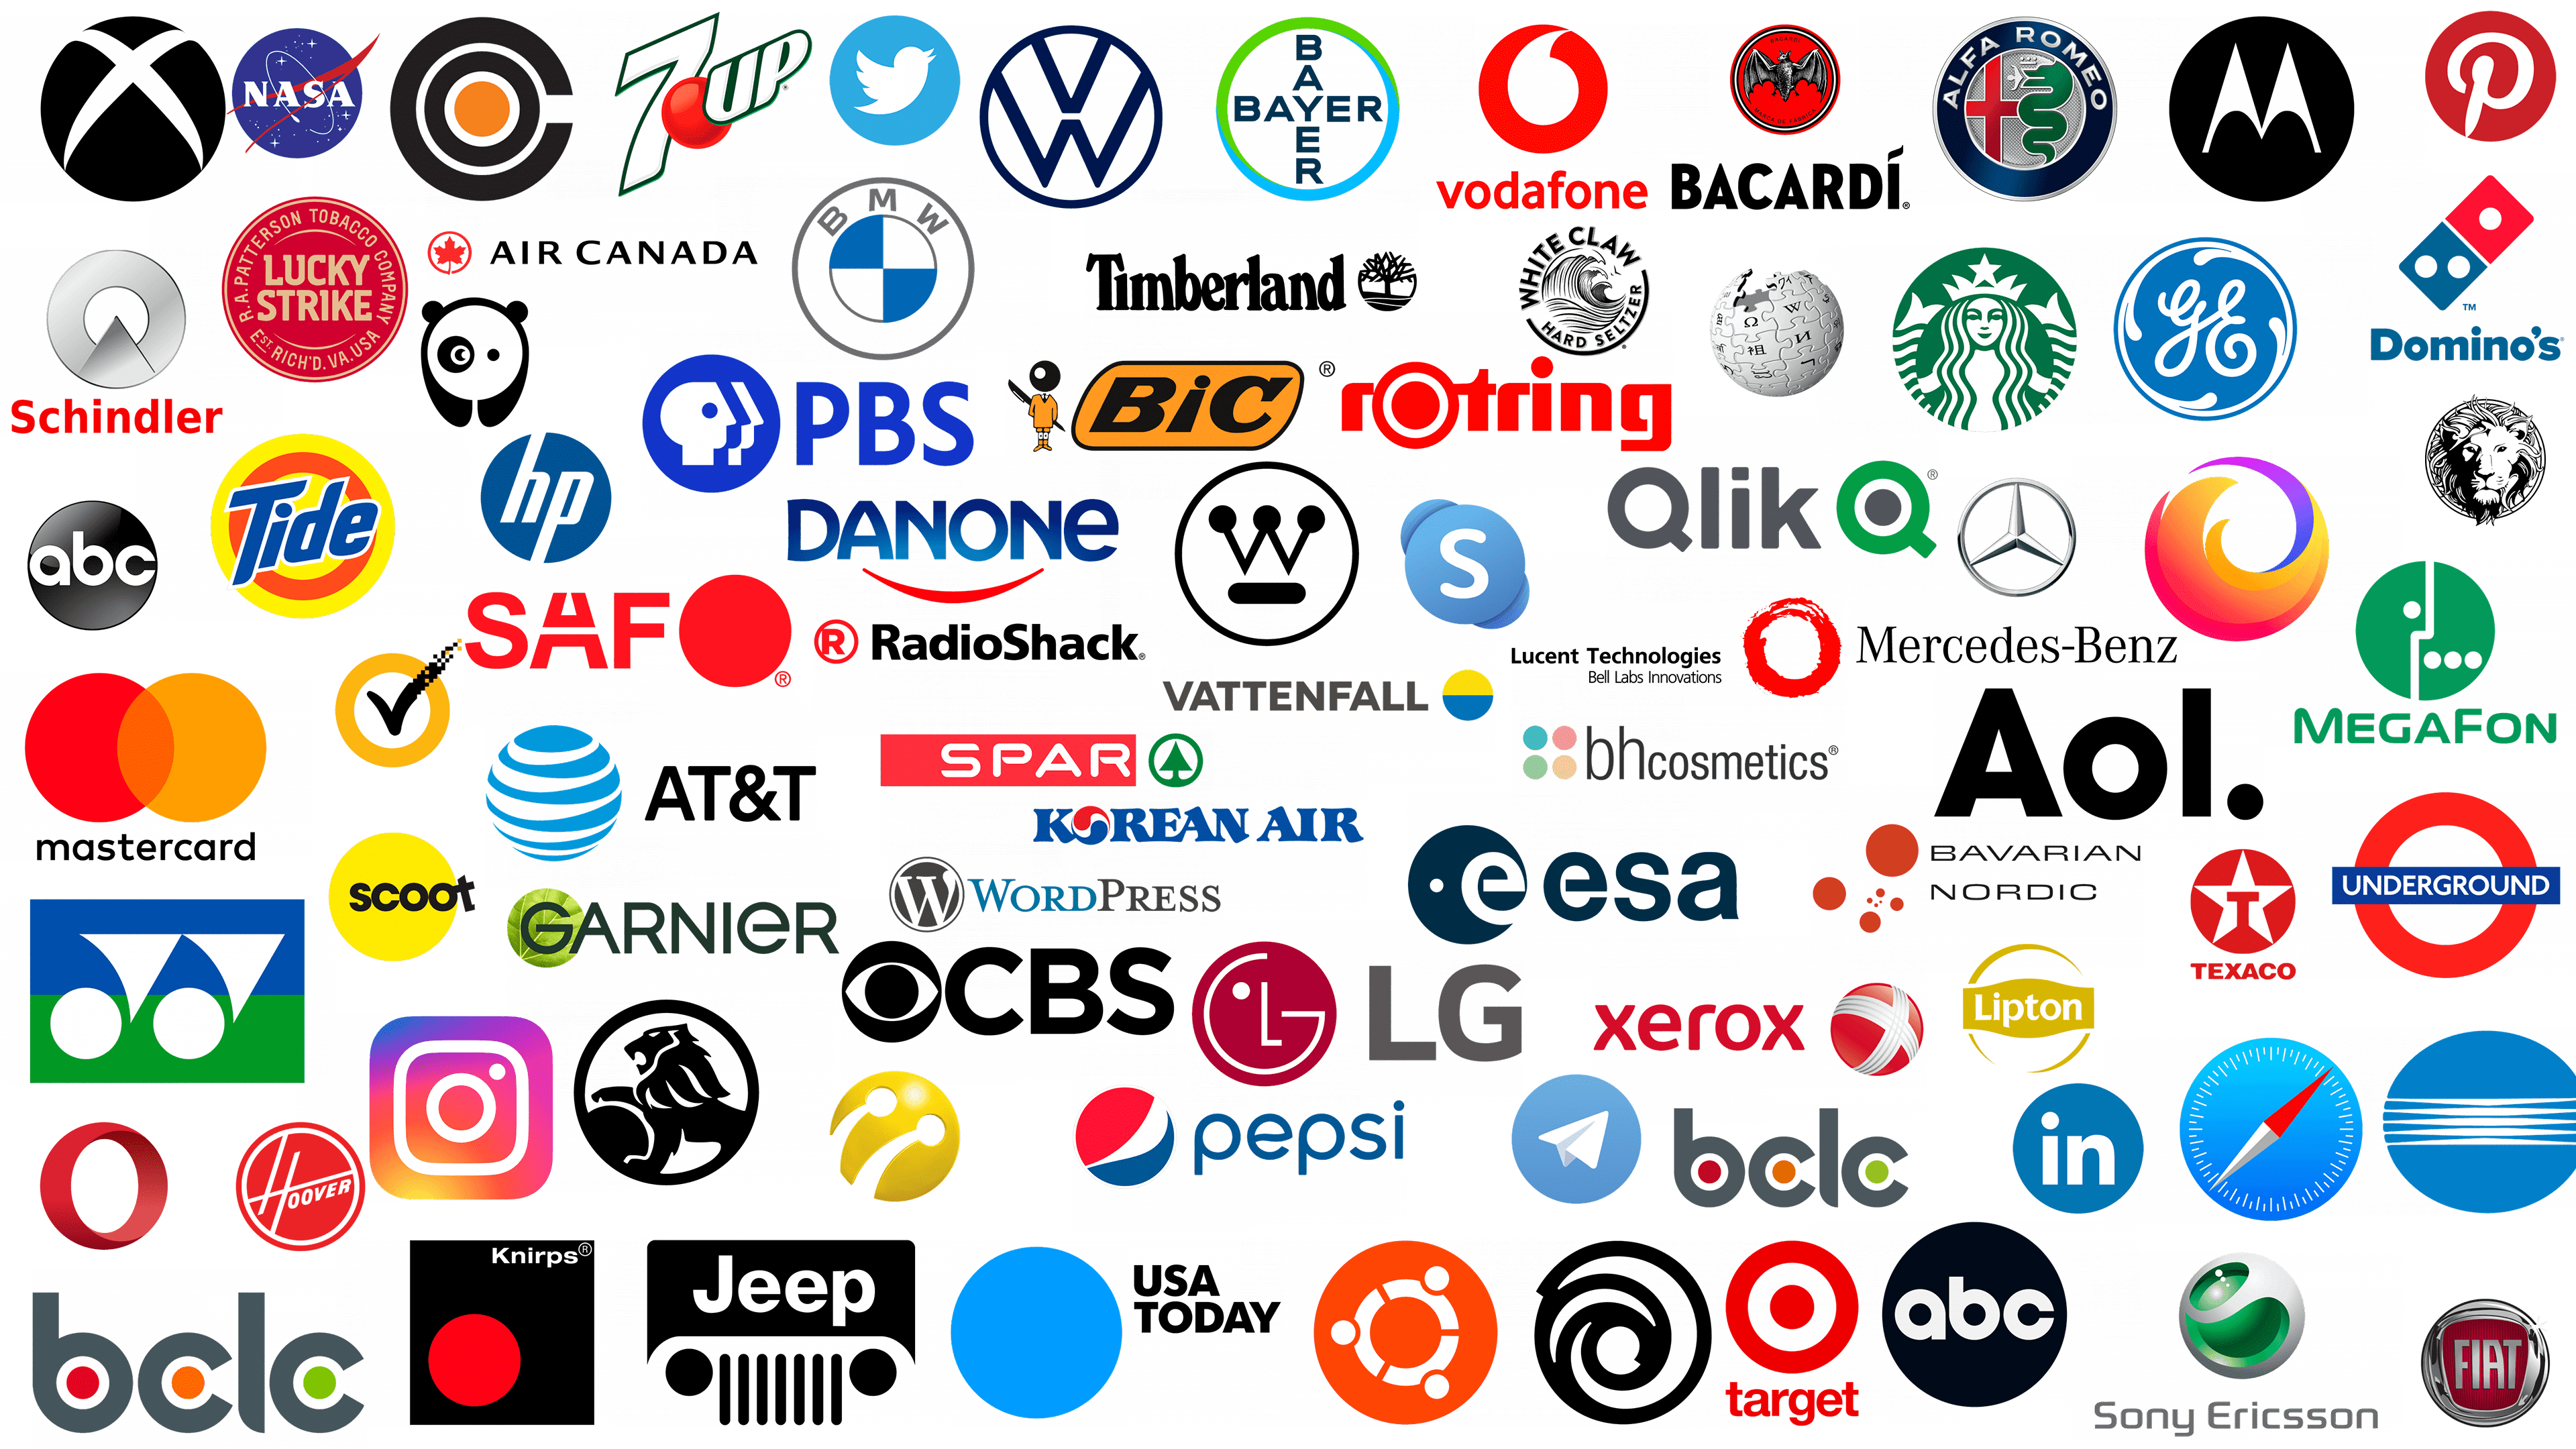 NASA
7UP
BAYER
BAYER
vodafone
BACARDÍ®
ALFA ROMEO
R.A.PATTERSON TOBACCO COMPANY
LUCKY
STRIKE
EST. RICH'D.VA.USA
AIR CANADA
BMW
Timberland
WHITE CLAW
HARD SELTZER
Ω
W
И
祖
GE
TM
Domino's
Schindler
PBS
BiC®
rotring
abc
Tide
hp
DANONE
W
S
Qlik
Q®
SAF
®
R RadioShack®
Lucent Technologies
Bell Labs Innovations
Mercedes-Benz
MEGAFON
VATTENFALL
mastercard
AT&T
SPAR
bhcosmetics®
Aol.
KOREAN AIR
scoot
GARNIER
W WORDPRESS
e esa
BAVARIAN
NORDIC
T
TEXACO
UNDERGROUND
CBS
LG
xerox
Lipton
HOOVER
pepsi
bclc
in
bclc
Knirps®
Jeep
USA
TODAY
target
abc
Sony Ericsson
FIAT